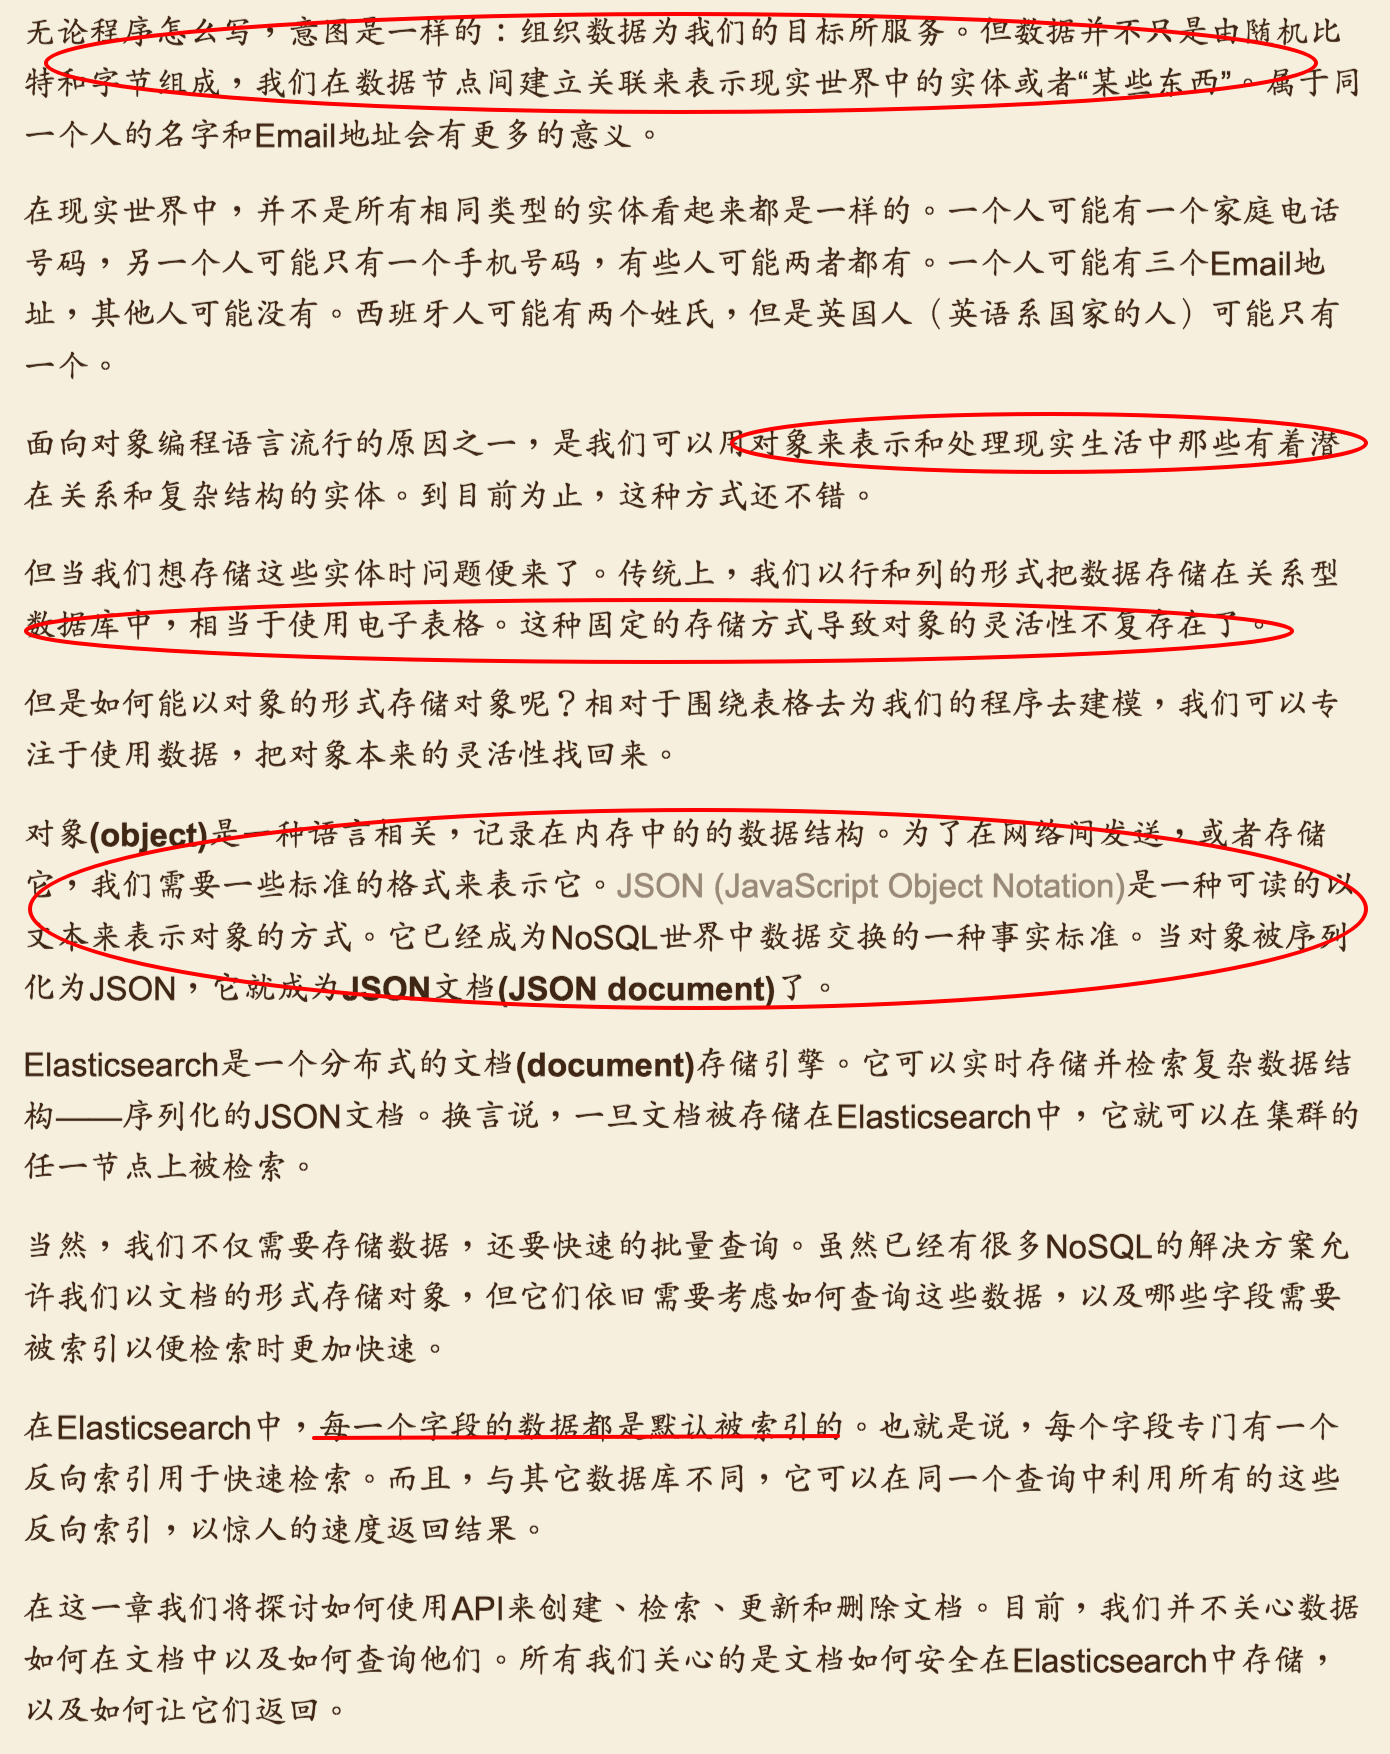 无论程序怎么写，意图是一样的：组织数据为我们的目标所服务。但数据并不只是由随机比
特和字节组成，我们在数据节点间建立关联来表示现实世界中的实体或者“某些东西”。属于同
一个人的名字和Email地址会有更多的意义。
在现实世界中，并不是所有相同类型的实体看起来都是一样的。一个人可能有一个家庭电话
号码，另一个人可能只有一个手机号码，有些人可能两者都有。一个人可能有三个Email地
址，其他人可能没有。西班牙人可能有两个姓氏，但是英国人（英语系国家的人）可能只有
一个。
面向对象编程语言流行的原因之一，是我们可以用对象来表示和处理现实生活中那些有着潜
在关系和复杂结构的实体。到目前为止，这种方式还不错。
但当我们想存储这些实体时问题便来了。传统上，我们以行和列的形式把数据存储在关系型
数据库中，相当于使用电子表格。这种固定的存储方式导致对象的灵活性不复存在了。
但是如何能以对象的形式存储对象呢？相对于围绕表格去为我们的程序去建模，我们可以专
注于使用数据，把对象本来的灵活性找回来。
对象(object)是一种语言相关，记录在内存中的的数据结构。为了在网络间发送，或者存储
它，我们需要一些标准的格式来表示它。JSON (JavaScript Object Notation)是一种可读的以
文本来表示对象的方式。它已经成为NoSQL世界中数据交换的一种事实标准。当对象被序列
化为JSON，它就成为JSON文档(JSON document)了。
Elasticsearch是一个分布式的文档(document)存储引擎。它可以实时存储并检索复杂数据结
构——序列化的JSON文档。换言说，一旦文档被存储在Elasticsearch中，它就可以在集群的
任一节点上被检索。
当然，我们不仅需要存储数据，还要快速的批量查询。虽然已经有很多NoSQL的解决方案允
许我们以文档的形式存储对象，但它们依旧需要考虑如何查询这些数据，以及哪些字段需要
被索引以便检索时更加快速。
在Elasticsearch中，每一个字段的数据都是默认被索引的。也就是说，每个字段专门有一个
反向索引用于快速检索。而且，与其它数据库不同，它可以在同一个查询中利用所有的这些
反向索引，以惊人的速度返回结果。
在这一章我们将探讨如何使用API来创建、检索、更新和删除文档。目前，我们并不关心数据
如何在文档中以及如何查询他们。所有我们关心的是文档如何安全在Elasticsearch中存储，
以及如何让它们返回。